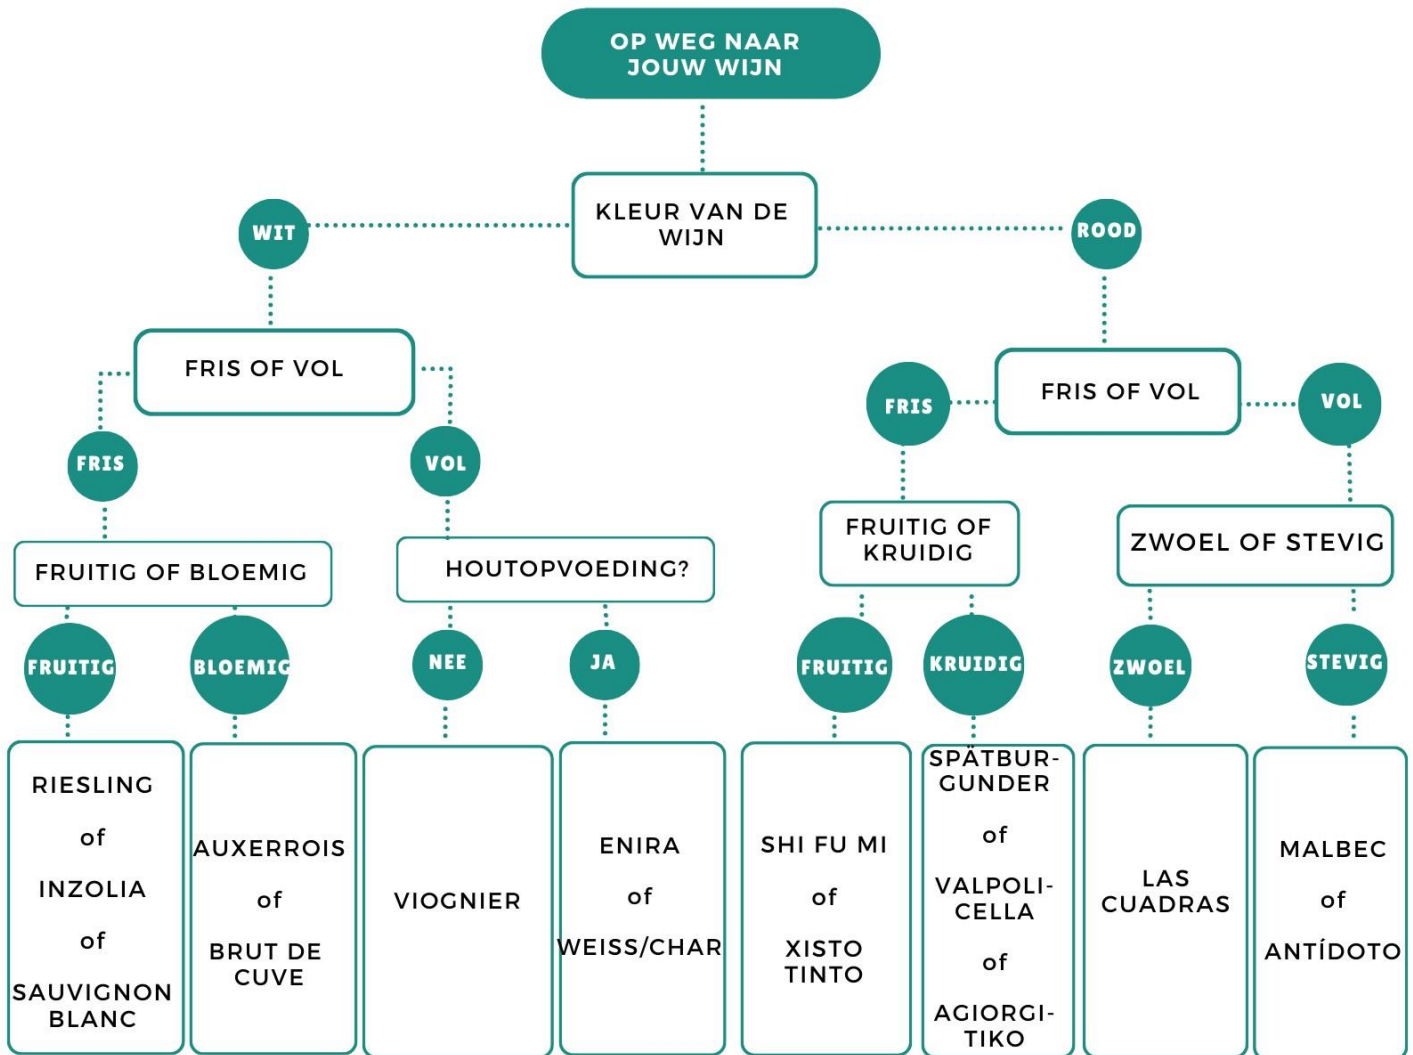 OP WEG NAAR
JOUW WIJN
KLEUR VAN DE
WIJN
WIT
ROOD
FRIS OF VOL
FRIS OF VOL
FRIS
VOL
FRIS
VOL
FRUITIG OF BLOEMIG
HOUTOPVOEDING?
FRUITIG OF
KRUIDIG
ZWOEL OF STEVIG
FRUITIG
BLOEMIG
NEE
JA
FRUITIG
KRUIDIG
ZWOEL
STEVIG
RIESLING
of
INZOLIA
of
SAUVIGNON
BLANC
AUXERROIS
of
BRUT DE
CUVE
VIOGNIER
ENIRA
of
WEISS/CHAR
SHI FU MI
of
XISTO
TINTO
SPÄTBUR-
GUNDER
of
VALPOLI-
CELLA
of
AGIORGI-
TIKO
LAS
CUADRAS
MALBEC
of
ANTÍDOTO